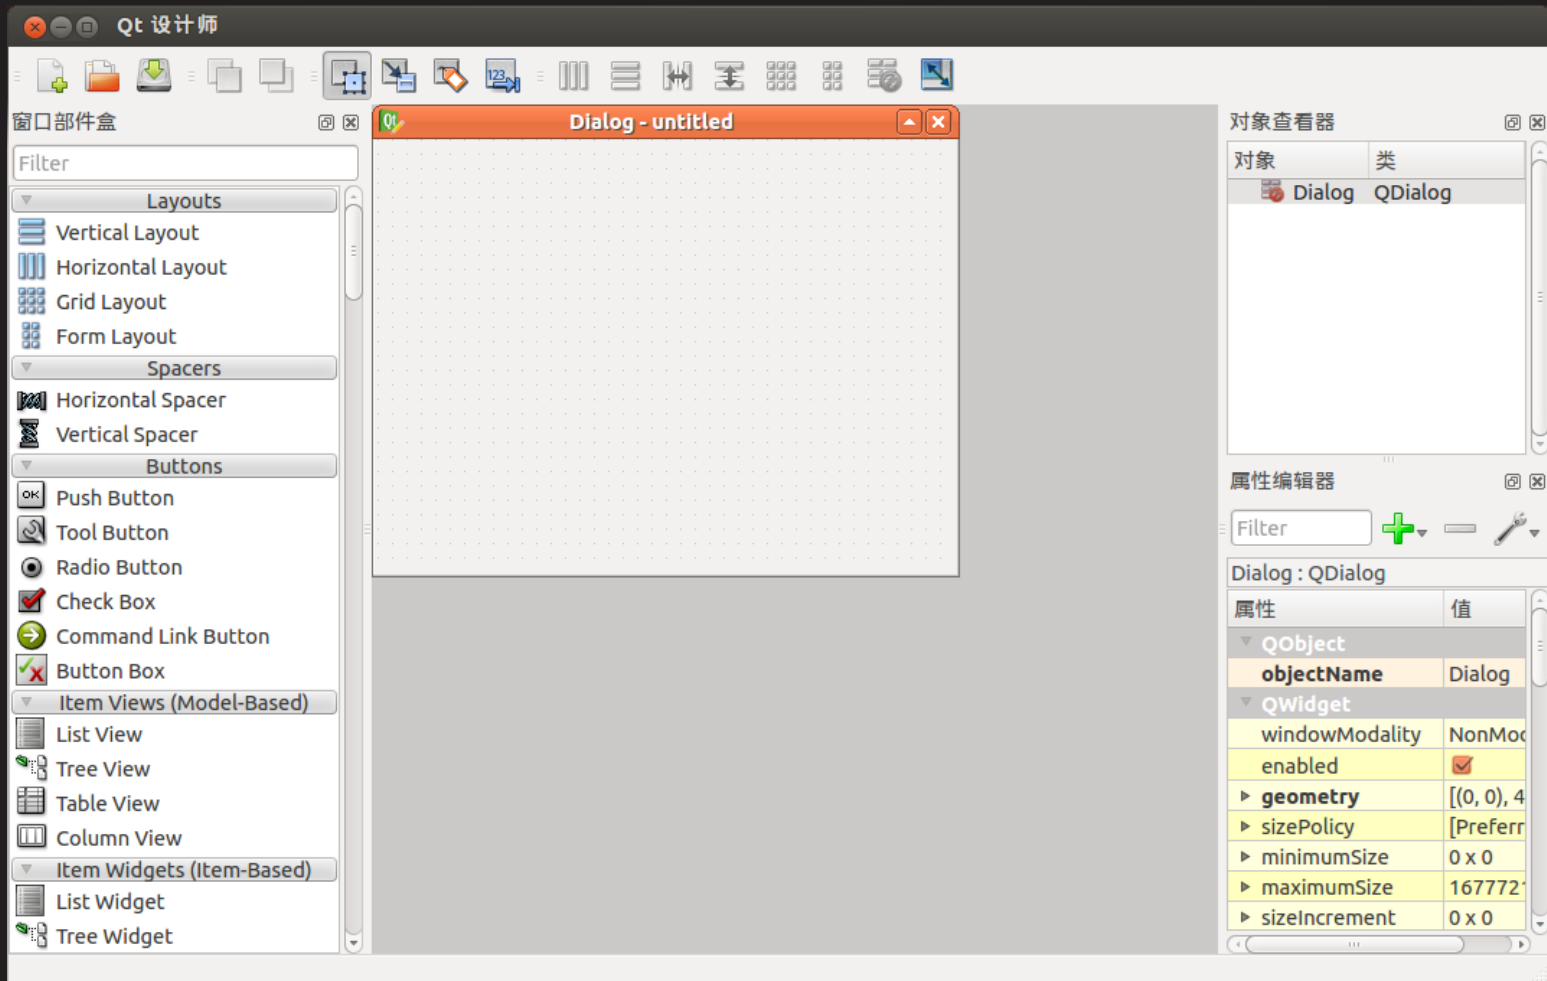 Qt 设计师
窗口部件盒
Filter
Layouts
Vertical Layout
Horizontal Layout
Grid Layout
Form Layout
Spacers
Horizontal Spacer
Vertical Spacer
Buttons
OK
Push Button
Tool Button
Radio Button
Check Box
Command Link Button
Button Box
Item Views (Model-Based)
List View
Tree View
Table View
Column View
Item Widgets (Item-Based)
List Widget
Tree Widget
123
Qt
Dialog - untitled
对象查看器
对象 类
Dialog QDialog
属性编辑器
Filter
Dialog : QDialog
属性 值
QObject
objectName Dialog
QWidget
windowModality NonMod
enabled
geometry [(0, 0), 4
sizePolicy [Preferr
minimumSize 0 x 0
maximumSize 1677721
sizeIncrement 0 x 0